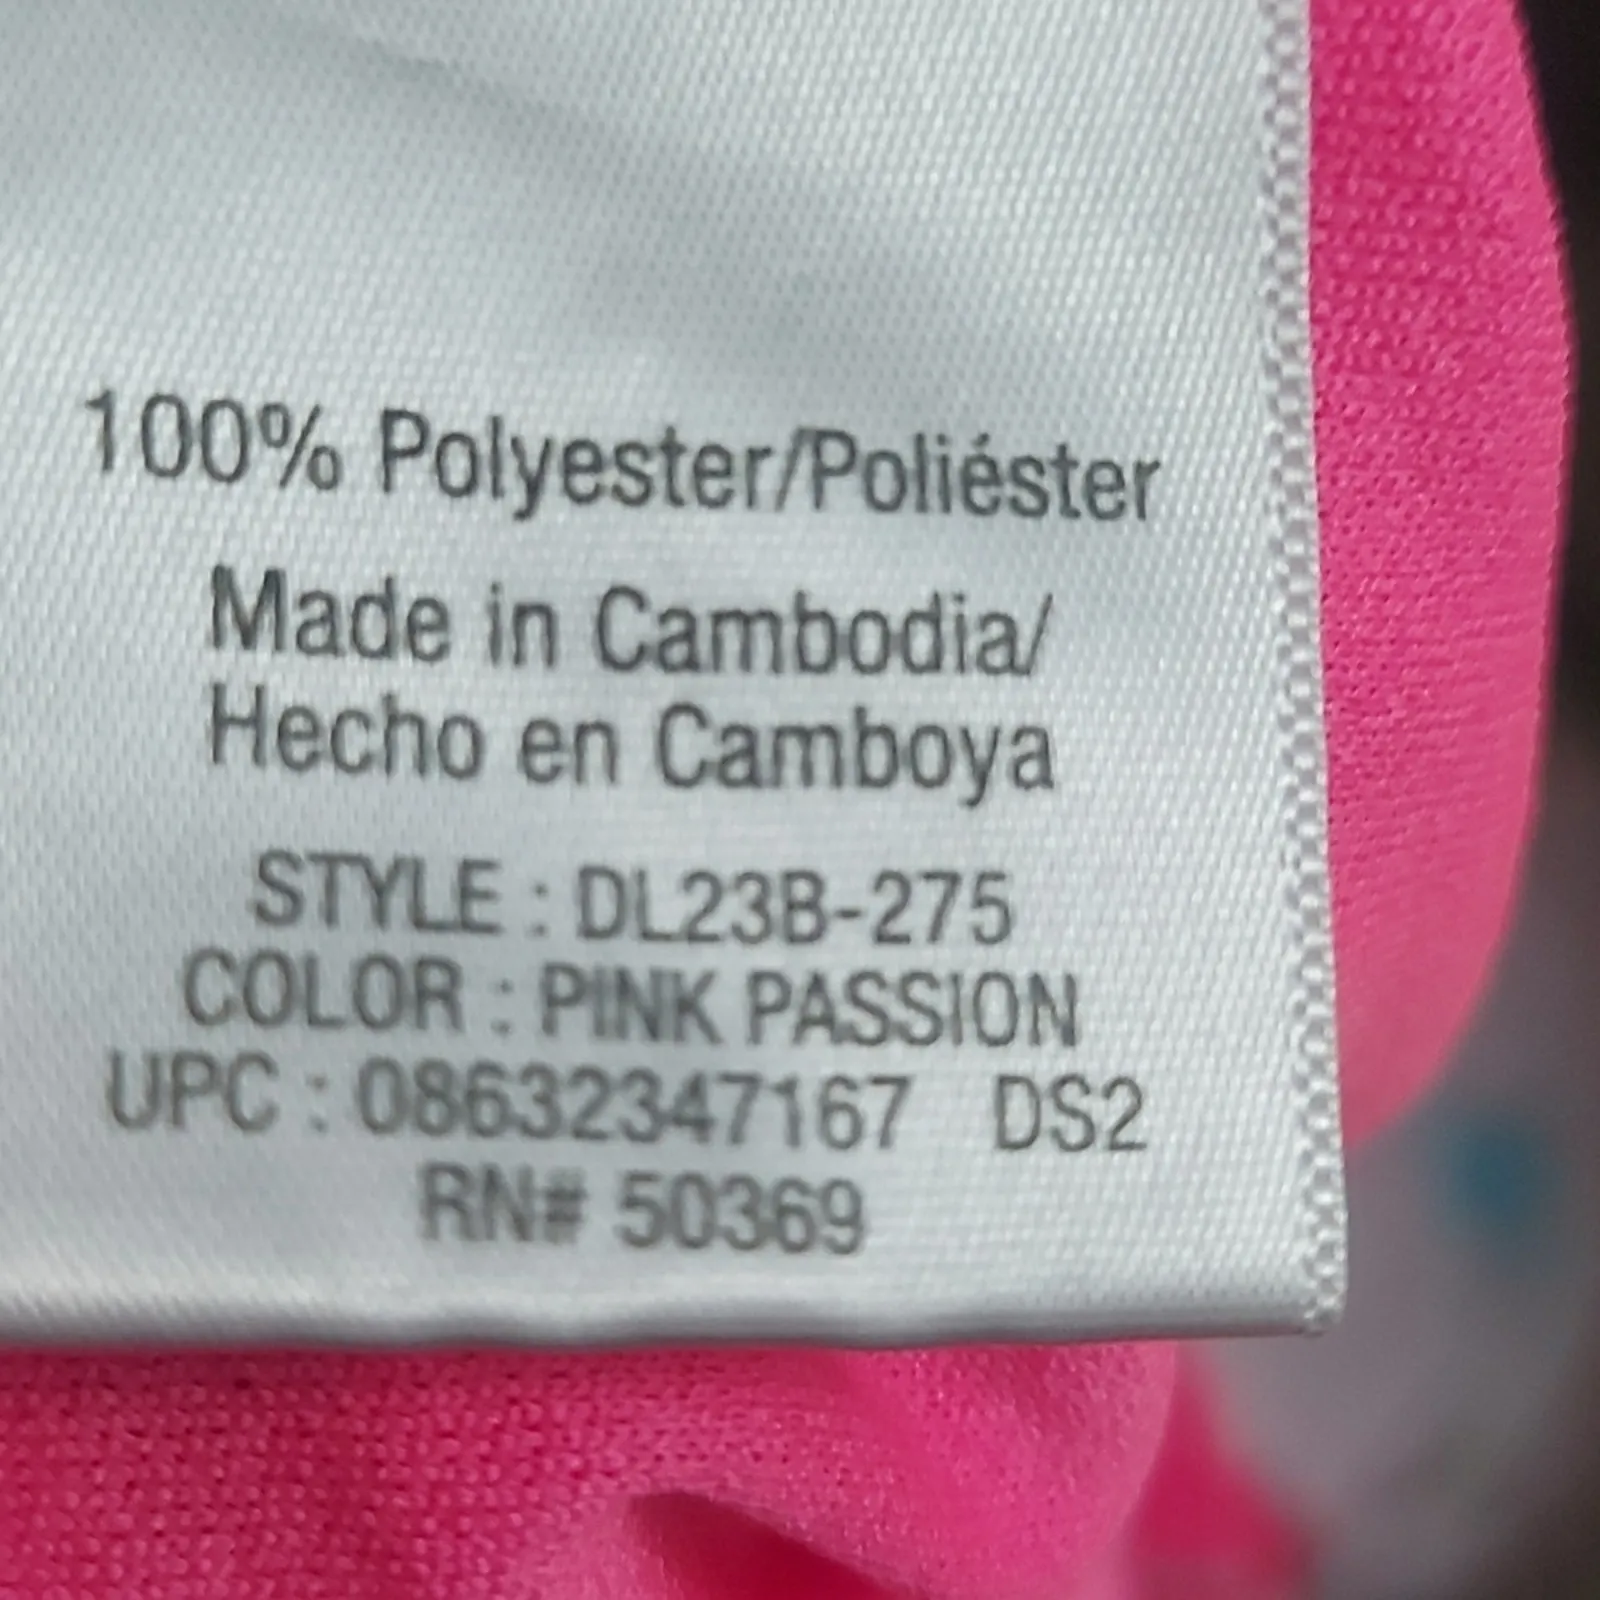 100% Polyester/Poliéster
Made in Cambodia/
Hecho en Camboya
STYLE : DL23B-275
COLOR : PINK PASSION
UPC : 08632347167 DS2
RN# 50369